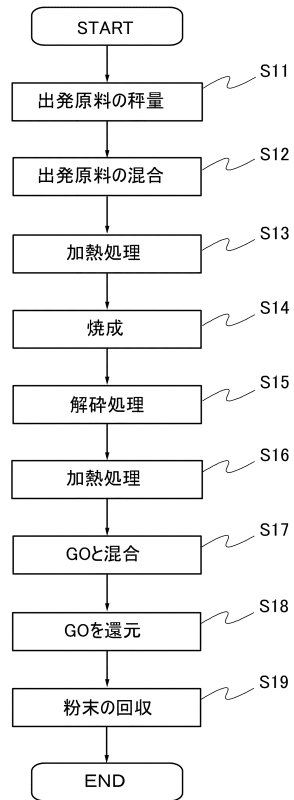 START
出発原料の秤量
S11
出発原料の混合
S12
加熱処理
S13
焼成
S14
解砕処理
S15
加熱処理
S16
GOと混合
S17
GOを還元
S18
粉末の回収
S19
END